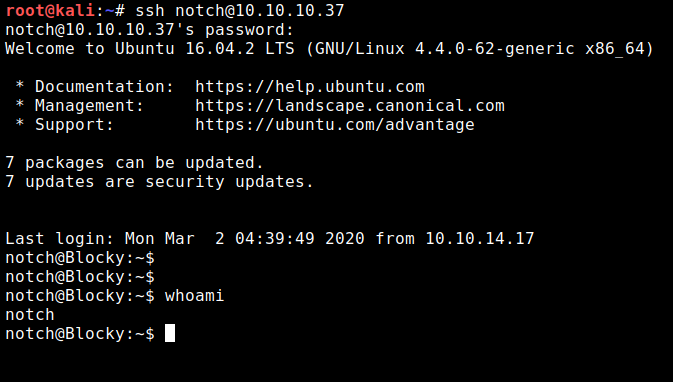 root@kali:~# ssh notch@10.10.10.37
notch@10.10.10.37's password:
Welcome to Ubuntu 16.04.2 LTS (GNU/Linux 4.4.0-62-generic x86_64)
* Documentation:  https://help.ubuntu.com
* Management:     https://landscape.canonical.com
* Support:        https://ubuntu.com/advantage
7 packages can be updated.
7 updates are security updates.
Last login: Mon Mar  2 04:39:49 2020 from 10.10.14.17
notch@Blocky:~$
notch@Blocky:~$
notch@Blocky:~$ whoami
notch
notch@Blocky:~$